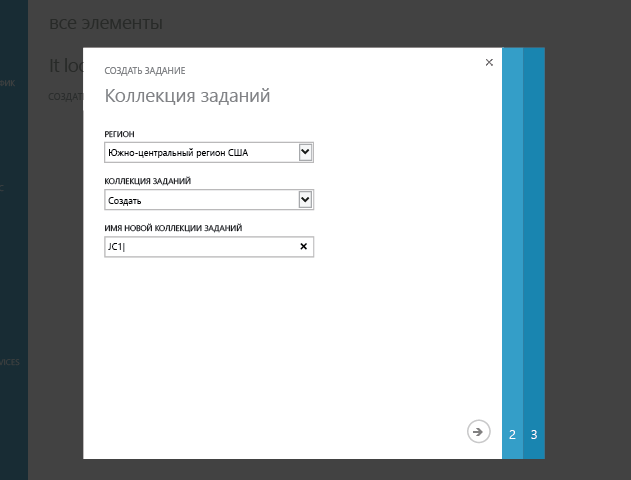 все элементы
It loo
ФИК
СОЗДАТЬ
С
VICES
СОЗДАТЬ ЗАДАНИЕ
Коллекция заданий
РЕГИОН
Южно-центральный регион США
КОЛЛЕКЦИЯ ЗАДАНИЙ
Создать
ИМЯ НОВОЙ КОЛЛЕКЦИИ ЗАДАНИЙ
JC1
2 3